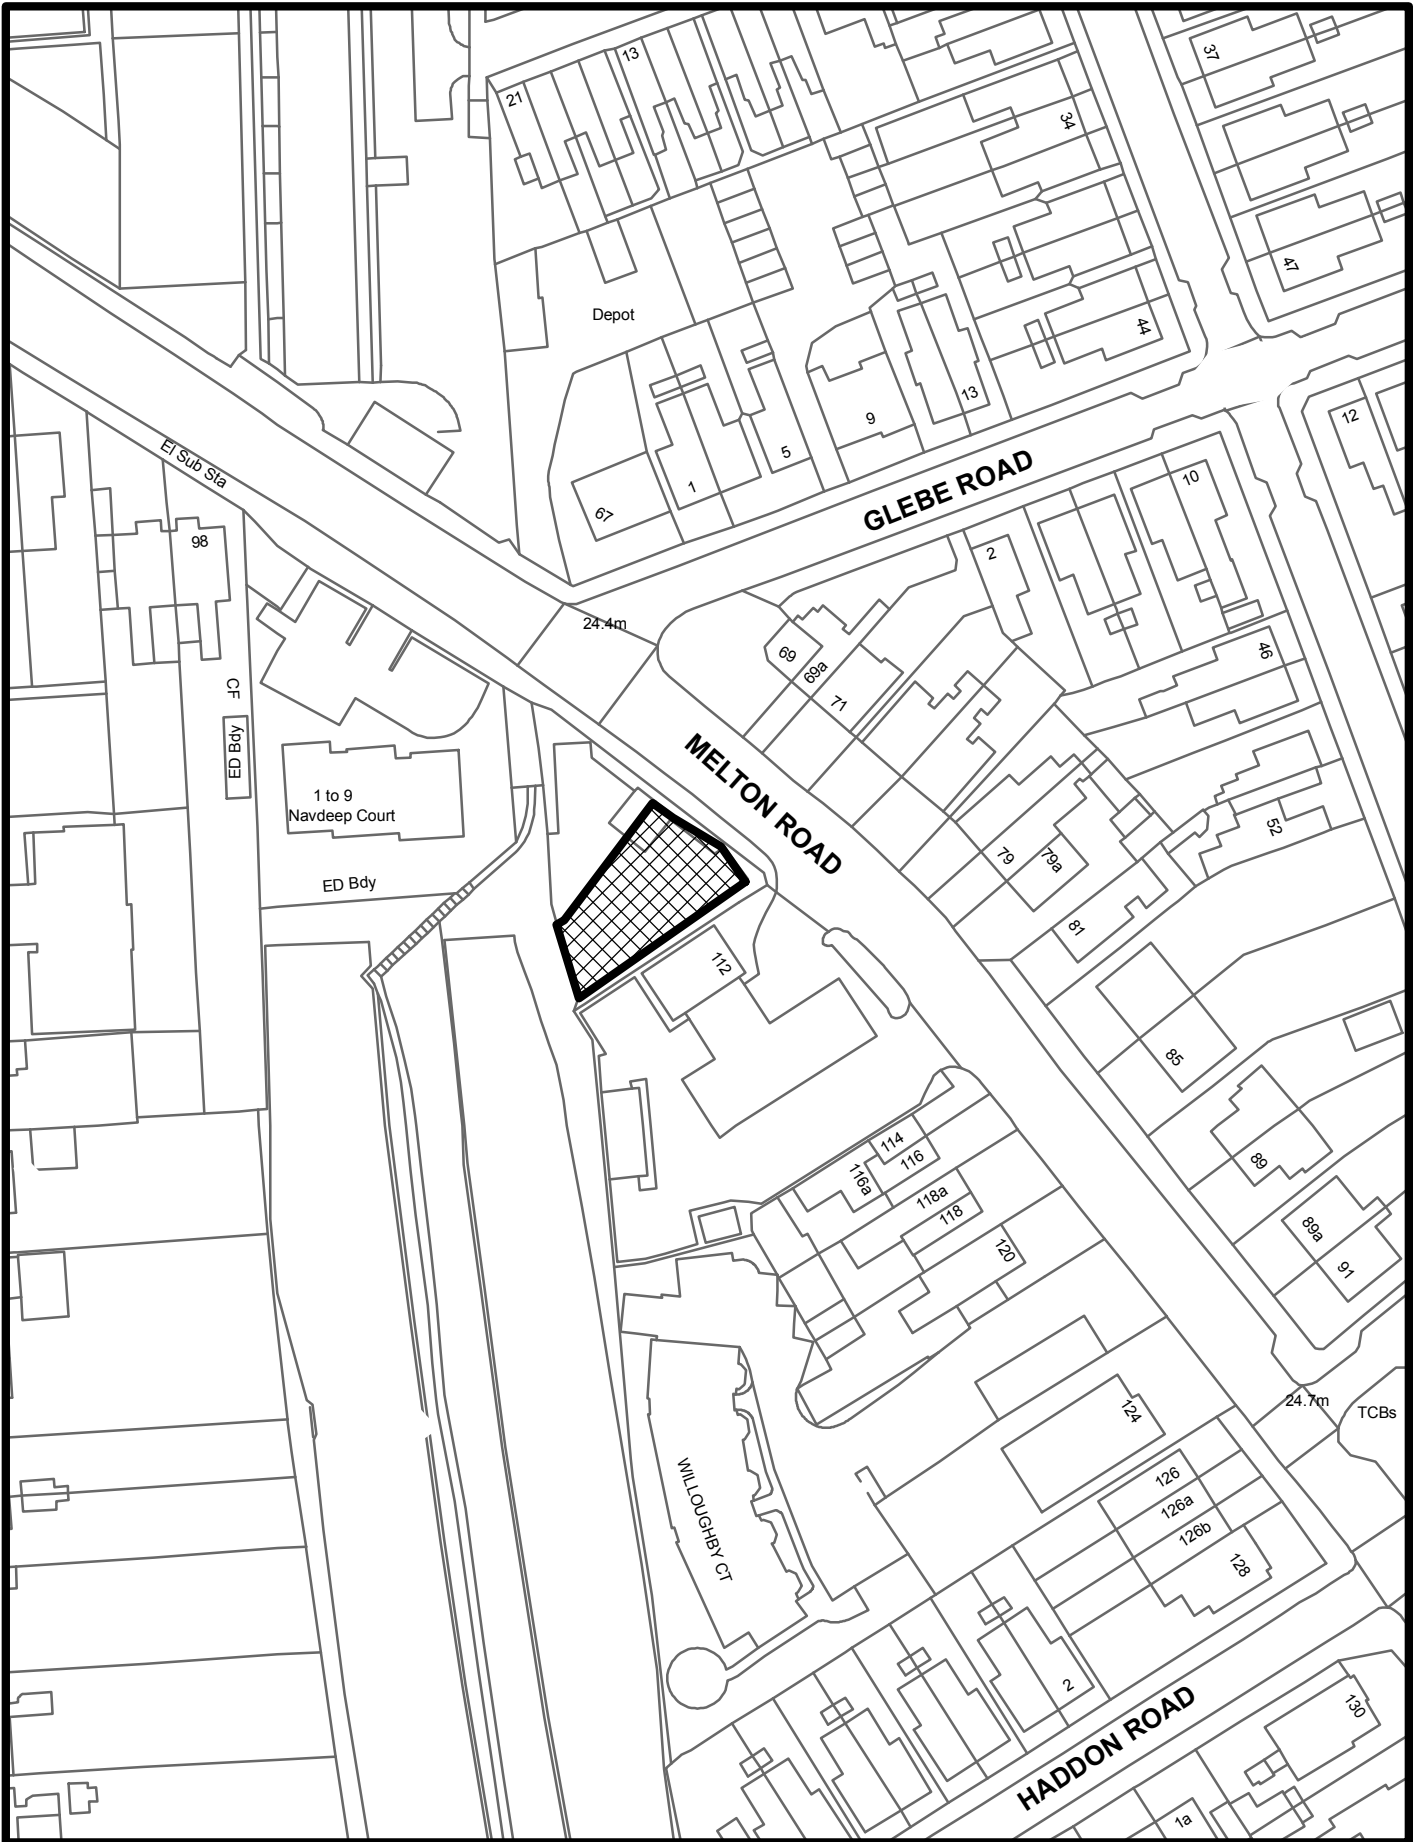 37
13
21
34
47
Depot
44
13
12
9
5
1
67
GLEBE ROAD
10
El Sub Sta
98
2
24.4m
69
69a
71
46
CF
ED Bdy
MELTON ROAD
1 to 9
Navdeep Court
ED Bdy
79
79a
52
81
112
85
114
116
116a
118a
118
120
89
89a
91
124
24.7m
TCBs
126
126a
126b
128
WILLOUGHBY CT
2
HADDON ROAD
130
1a